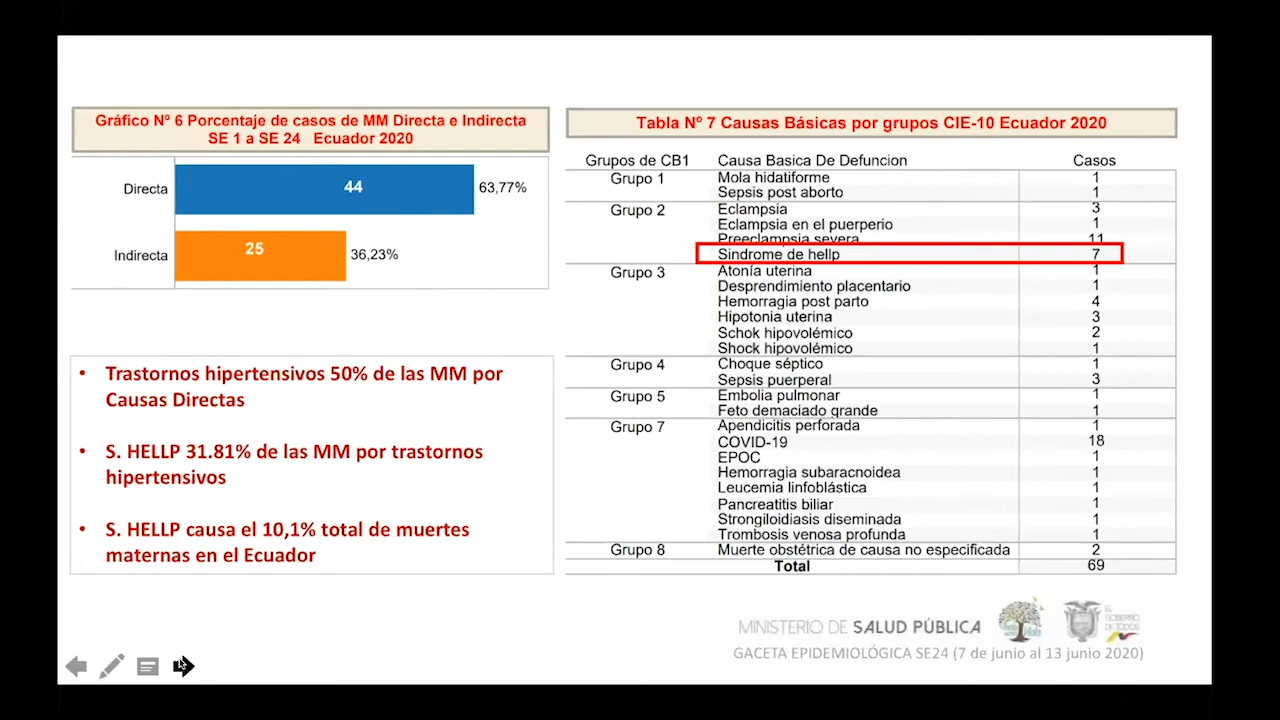 Gráfico Nº 6 Porcentaje de casos de MM Directa e Indirecta
SE 1 a SE 24 Ecuador 2020
Directa 44 63,77%
Indirecta 25 36,23%
• Trastornos hipertensivos 50% de las MM por
Causas Directas
• S. HELLP 31.81% de las MM por trastornos
hipertensivos
• S. HELLP causa el 10,1% total de muertes
maternas en el Ecuador
Tabla Nº 7 Causas Básicas por grupos CIE-10 Ecuador 2020
Grupos de CB1 Causa Basica De Defuncion Casos
Grupo 1 Mola hidatiforme 1
Sepsis post aborto 1
Grupo 2 Eclampsia 3
Eclampsia en el puerperio 1
Preeclampsia severa 11
Sindrome de hellp 7
Grupo 3 Atonía uterina 1
Desprendimiento placentario 1
Hemorragia post parto 4
Hipotonia uterina 3
Schok hipovolémico 2
Shock hipovolémico 1
Grupo 4 Choque séptico 1
Sepsis puerperal 3
Grupo 5 Embolia pulmonar 1
Feto demaciado grande 1
Grupo 7 Apendicitis perforada 1
COVID-19 18
EPOC 1
Hemorragia subaracnoidea 1
Leucemia linfoblástica 1
Pancreatitis biliar 1
Strongiloidiasis diseminada 1
Trombosis venosa profunda 1
Grupo 8 Muerte obstétrica de causa no especificada 2
Total 69
MINISTERIO DE SALUD PÚBLICA
EL
GOBIERNO
DE TODOS
GACETA EPIDEMIOLÓGICA SE24 (7 de junio al 13 junio 2020)